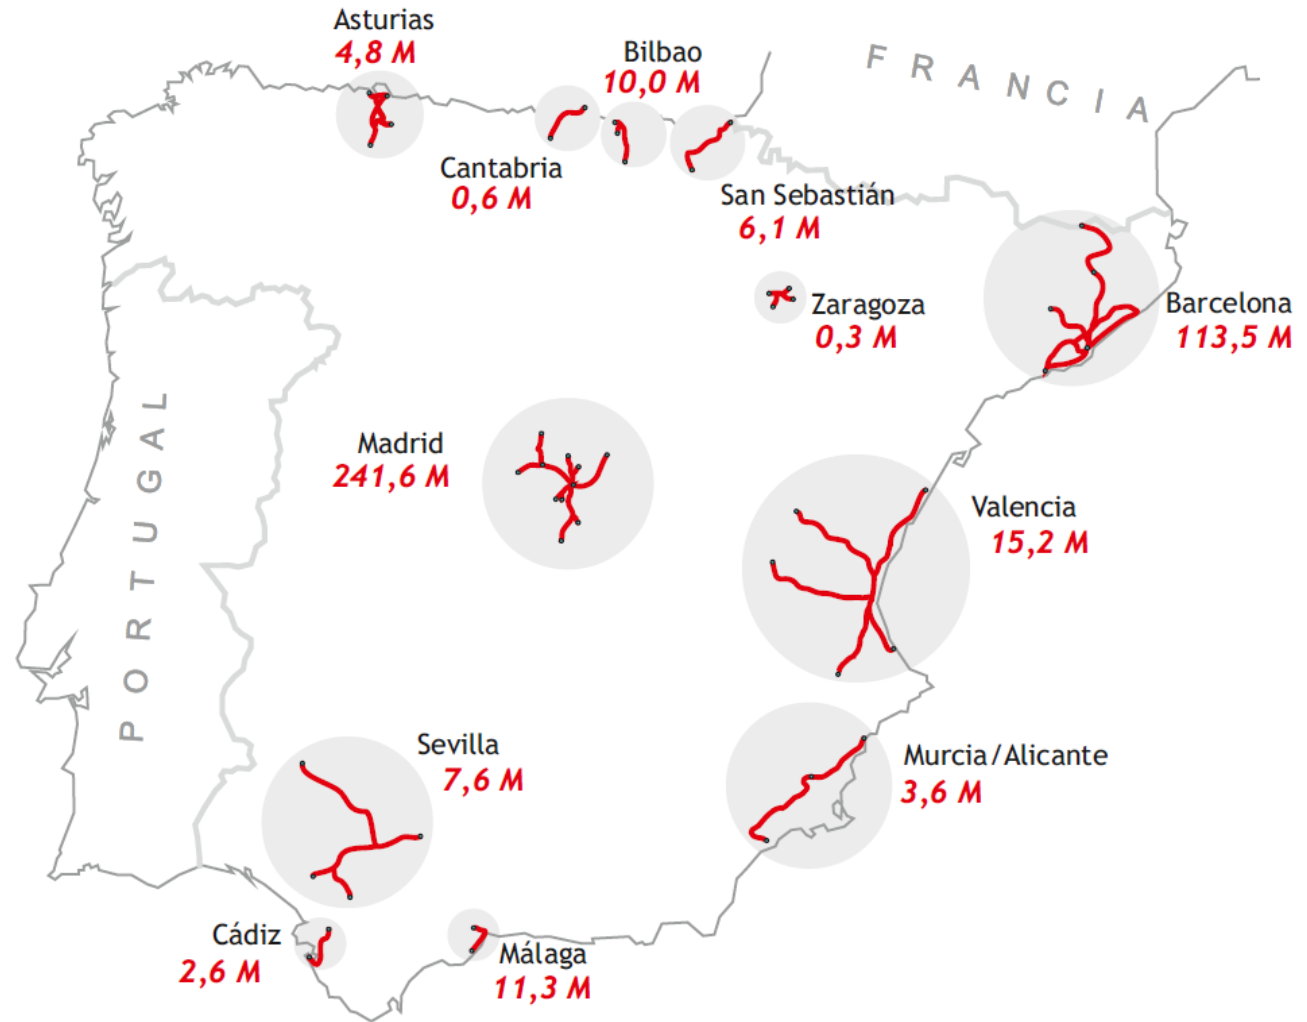 Asturias
4,8 M
Bilbao
10,0 M
FRANCIA
Cantabria
0,6 M
San Sebastián
6,1 M
Zaragoza
0,3 M
Barcelona
113,5 M
PORTUGAL
Madrid
241,6 M
Valencia
15,2 M
Sevilla
7,6 M
Murcia/Alicante
3,6 M
Cádiz
2,6 M
Málaga
11,3 M